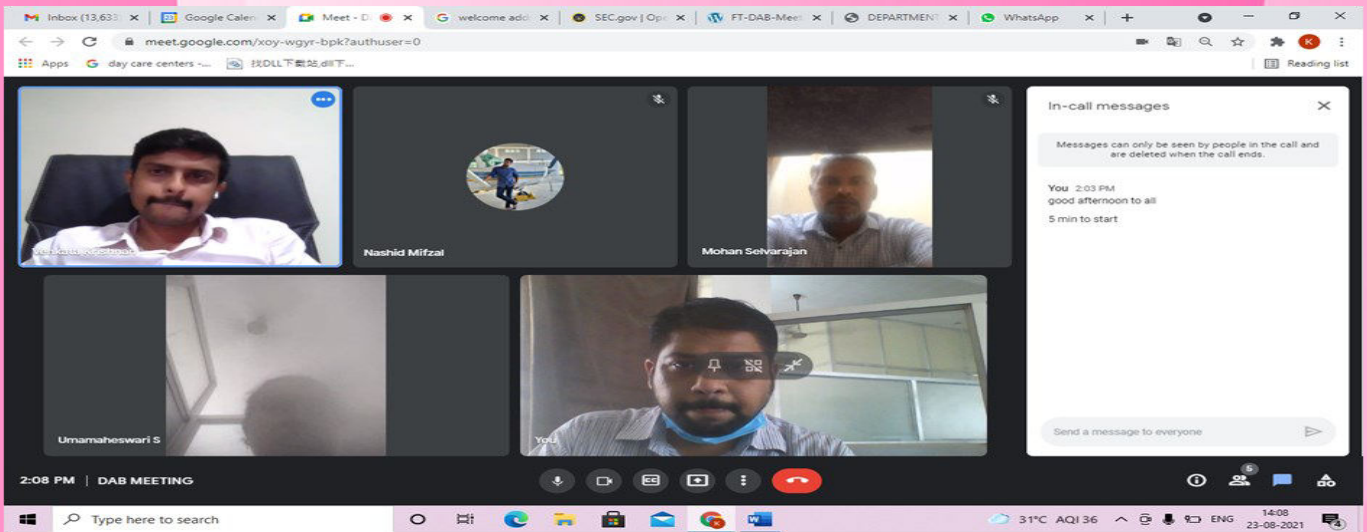 Inbox (13,633)
Google Calen
Meet - D
welcome add
SEC.gov | Ope
FT-DAB-Meet
DEPARTMENT
WhatsApp
meet.google.com/xoy-wgyr-bpk?authuser=0
K
Apps
day care centers -...
找DLL下载站,dll下...
Reading list
Nashid Mifzal
Mohan Selvarajan
Umamaheswari S
You
In-call messages
Messages can only be seen by people in the call and
are deleted when the call ends.
You 2:03 PM
good afternoon to all
5 min to start
Send a message to everyone
2:08 PM | DAB MEETING
CC
5
Type here to search
31°C AQI 36
ENG
14:08
23-08-2021
4